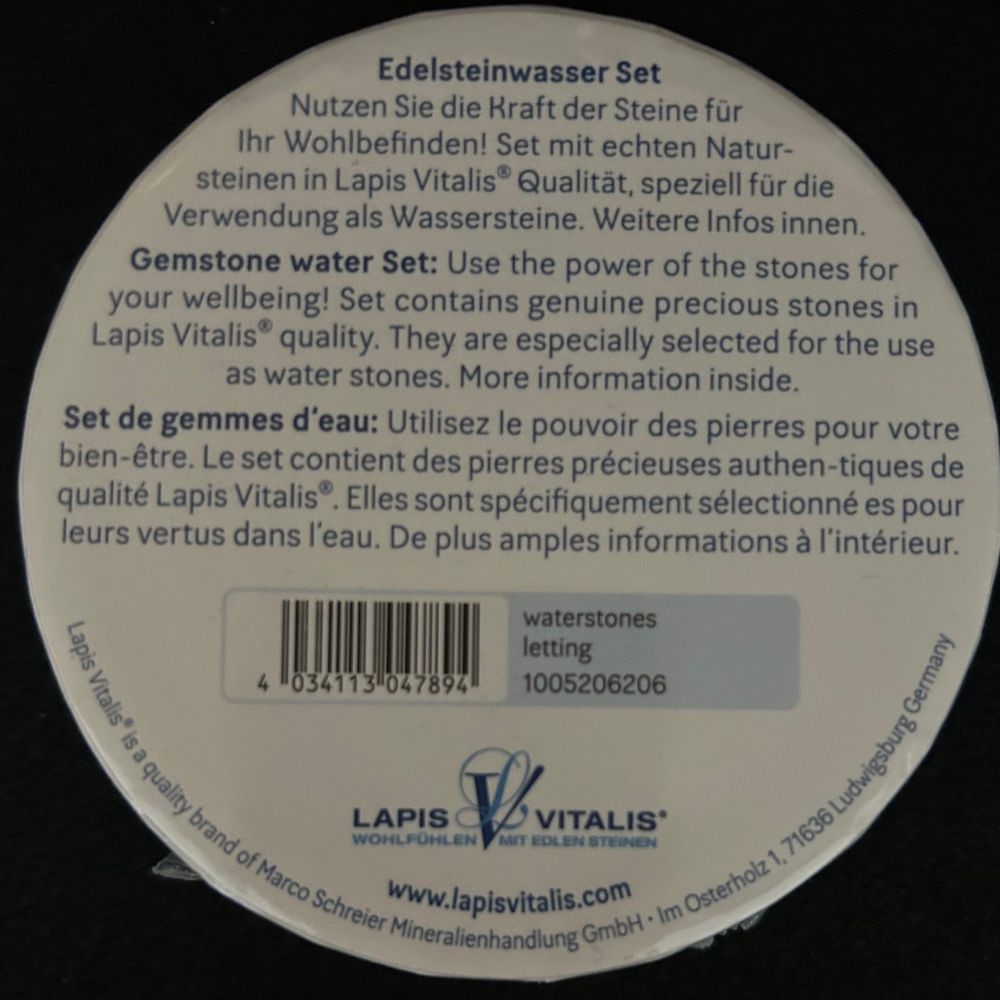 Edelsteinwasser Set
Nutzen Sie die Kraft der Steine für
Ihr Wohlbefinden! Set mit echten Natur-
steinen in Lapis Vitalis® Qualität, speziell für die
Verwendung als Wassersteine. Weitere Infos innen.
Gemstone water Set: Use the power of the stones for
your wellbeing! Set contains genuine precious stones in
Lapis Vitalis® quality. They are especially selected for the use
as water stones. More information inside.
Set de gemmes d'eau: Utilisez le pouvoir des pierres pour votre
bien-être. Le set contient des pierres précieuses authen-tiques de
qualité Lapis Vitalis®. Elles sont spécifiquement sélectionné es pour
leurs vertus dans l'eau. De plus amples informations à l'intérieur.
waterstones
letting
1005206206
4 034113 047894
LAPIS LV VITALIS®
WOHLFÜHLEN MIT EDLEN STEINEN
www.lapisvitalis.com
Lapis Vitalis® is a quality brand of Marco Schreier Mineralienhandlung GmbH · Im Osterholz 1, 71636 Ludwigsburg Germany